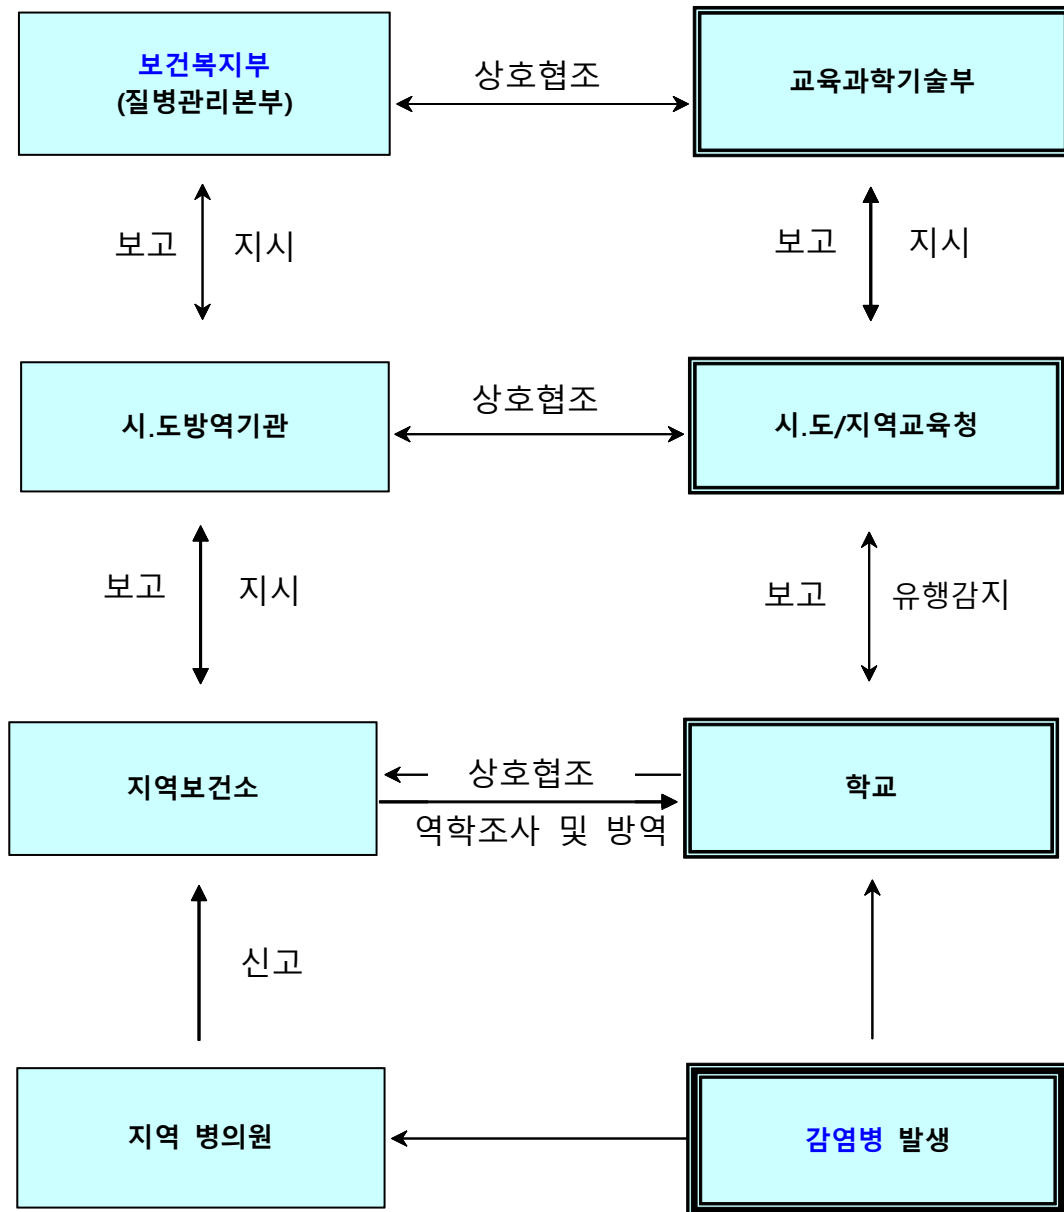 보건복지부
(질병관리본부)
상호협조
교육과학기술부
보고 지시
보고 지시
시.도방역기관
상호협조
시.도/지역교육청
보고 지시
보고 유행감지
지역보건소
상호협조
역학조사 및 방역
학교
신고
지역 병의원
감염병 발생